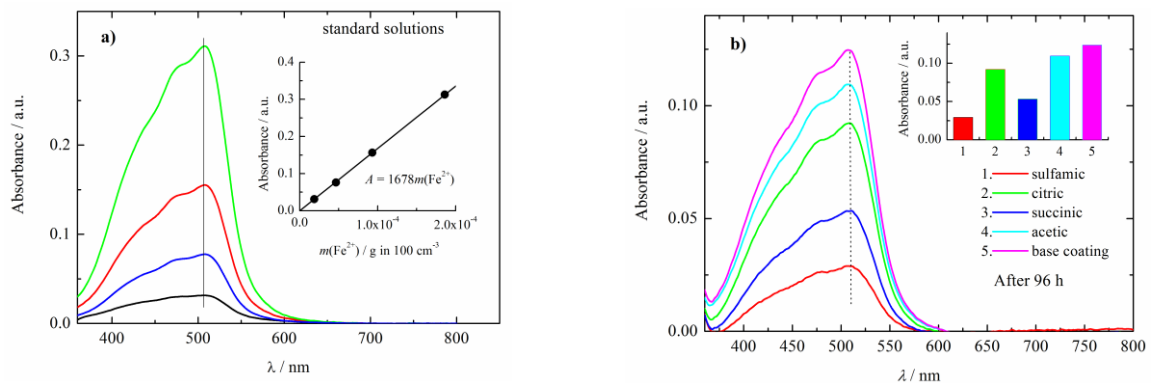 a)
standard solutions
Absorbance / a.u.
0.3
0.2
0.1
0.0
400 500 600 700 800
λ / nm
Absorbance / a.u.
0.4
0.3
0.2
0.1
0.0
0.0 1.0x10⁻⁴ 2.0x10⁻⁴
A = 1678m(Fe²⁺)
m(Fe²⁺) / g in 100 cm⁻³
b)
Absorbance / a.u.
0.10
0.05
0.00
400 450 500 550 600 650 700 750 800
λ / nm
Absorbance / a.u.
0.10
0.05
0.00
1 2 3 4 5
1. sulfamic
2. citric
3. succinic
4. acetic
5. base coating
After 96 h